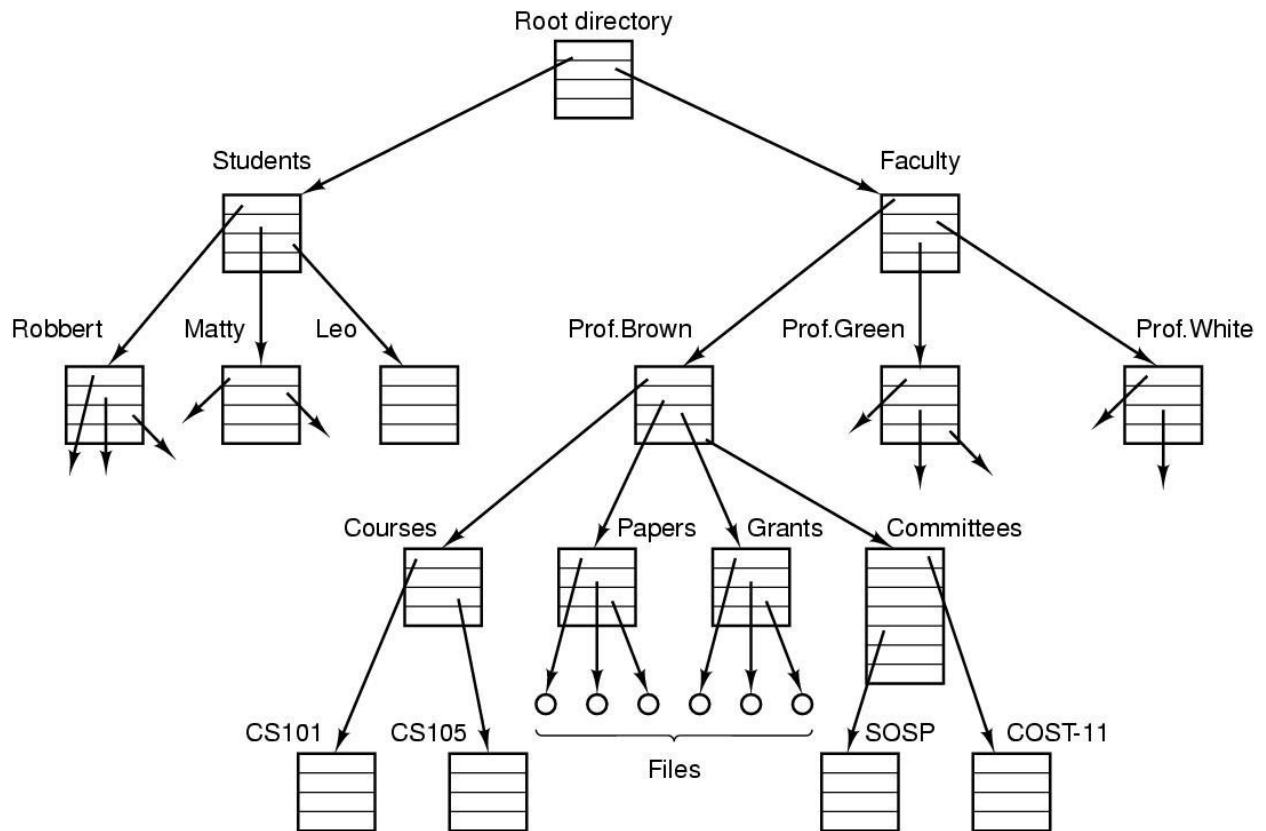 Root directory
Students
Faculty
Robbert
Matty
Leo
Prof.Brown
Prof.Green
Prof.White
Courses
Papers
Grants
Committees
CS101
CS105
SOSP
COST-11
Files